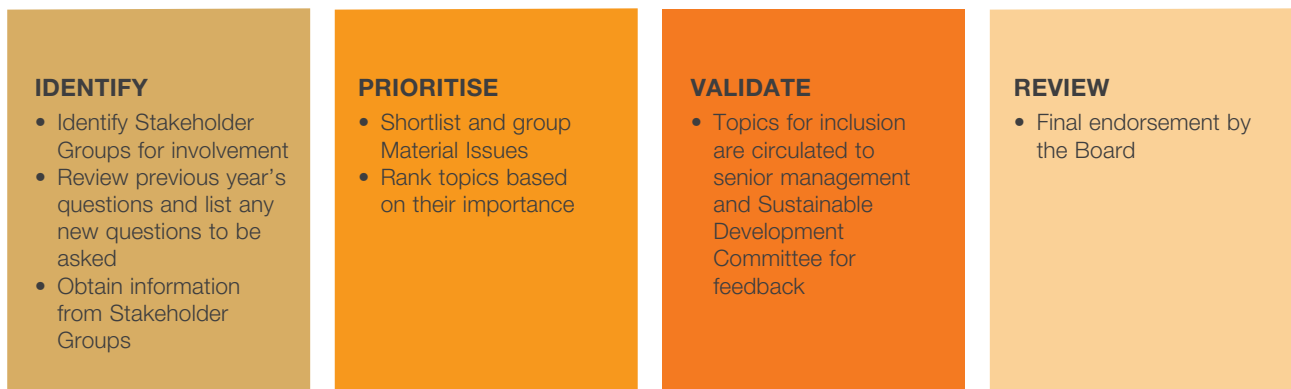 IDENTIFY
• Identify Stakeholder
Groups for involvement
• Review previous year’s
questions and list any
new questions to be
asked
• Obtain information
from Stakeholder
Groups
PRIORITISE
• Shortlist and group
Material Issues
• Rank topics based
on their importance
VALIDATE
• Topics for inclusion
are circulated to
senior management
and Sustainable
Development
Committee for
feedback
REVIEW
• Final endorsement by
the Board